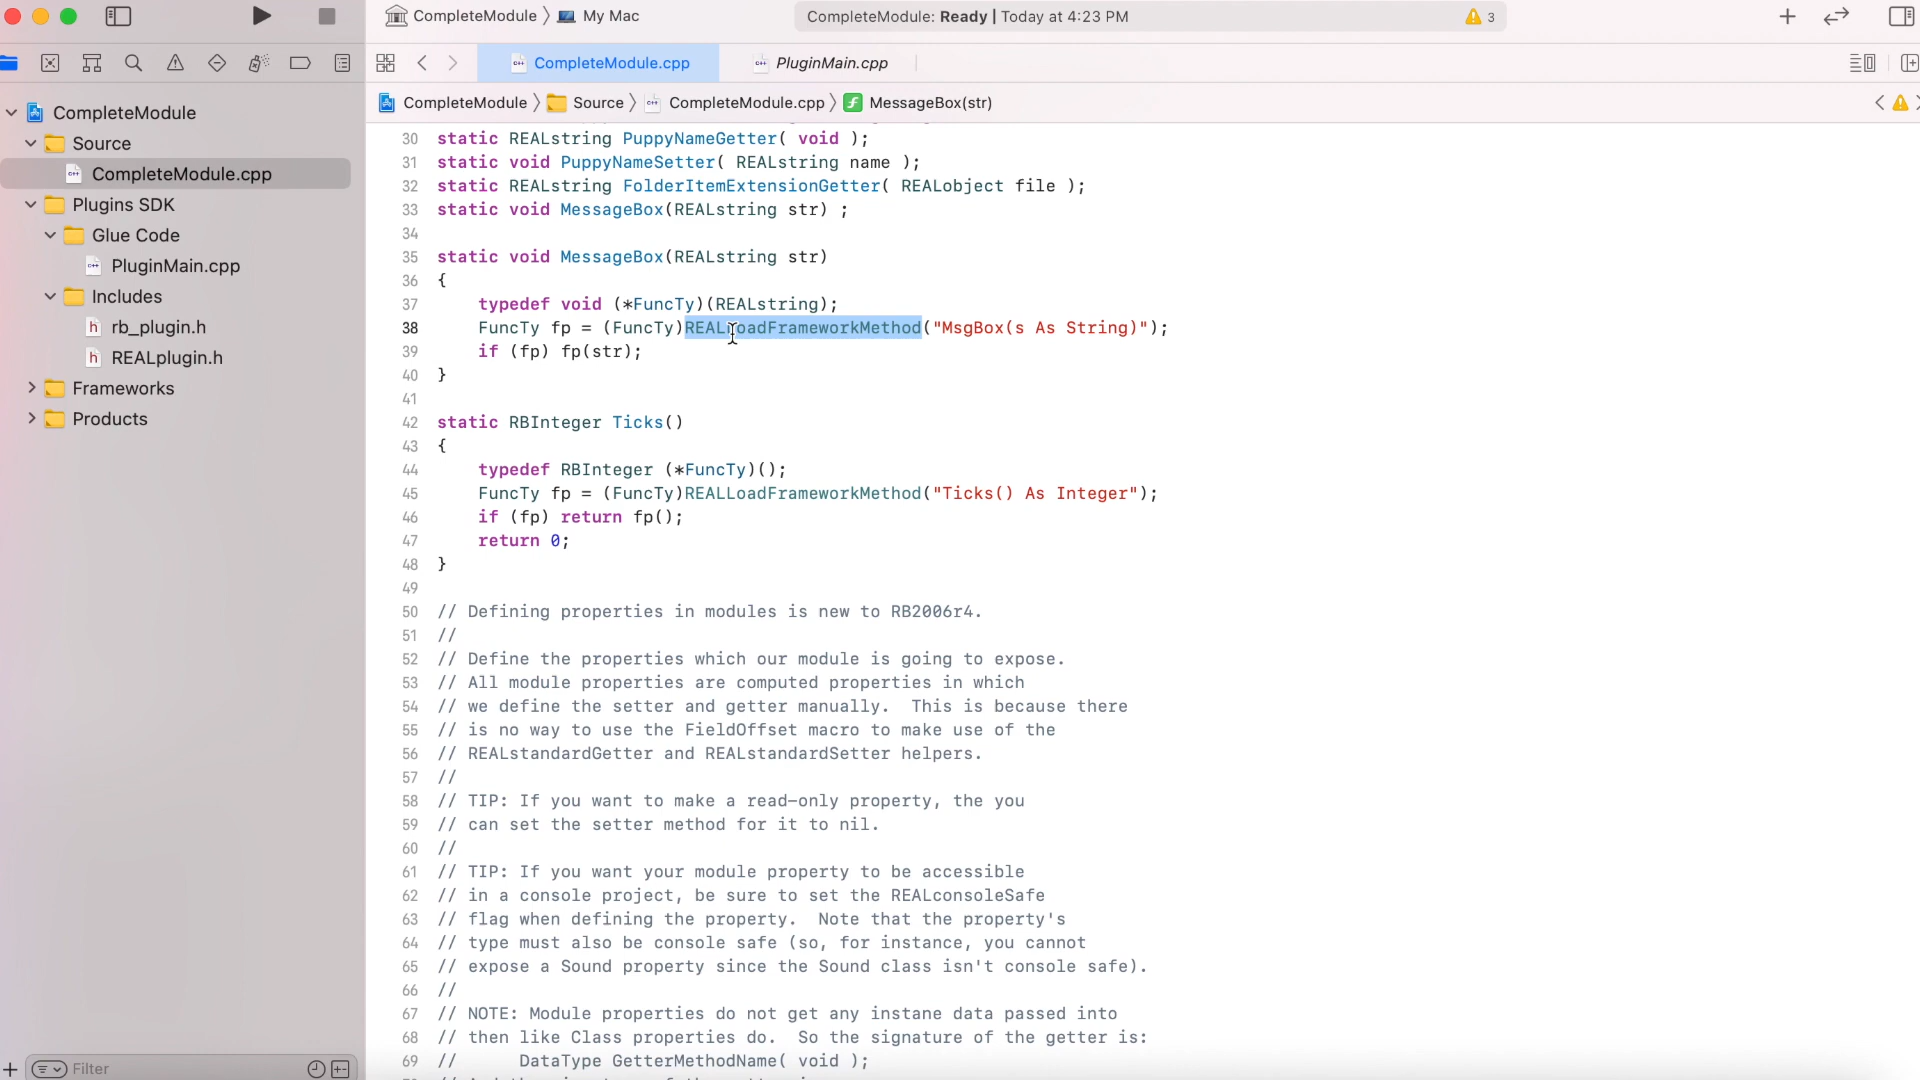 CompleteModule 〉 My Mac
CompleteModule: Ready | Today at 4:23 PM
3
CompleteModule.cpp
PluginMain.cpp
CompleteModule 〉 Source 〉 CompleteModule.cpp 〉 MessageBox(str)
CompleteModule
Source
CompleteModule.cpp
Plugins SDK
Glue Code
PluginMain.cpp
Includes
rb_plugin.h
REALplugin.h
Frameworks
Products
Filter
30 static REALstring PuppyNameGetter( void );
31 static void PuppyNameSetter( REALstring name );
32 static REALstring FolderItemExtensionGetter( REALobject file );
33 static void MessageBox(REALstring str) ;
34
35 static void MessageBox(REALstring str)
36 {
37     typedef void (*FuncTy)(REALstring);
38     FuncTy fp = (FuncTy)REALLoadFrameworkMethod("MsgBox(s As String)");
39     if (fp) fp(str);
40 }
41
42 static RBInteger Ticks()
43 {
44     typedef RBInteger (*FuncTy)();
45     FuncTy fp = (FuncTy)REALLoadFrameworkMethod("Ticks() As Integer");
46     if (fp) return fp();
47     return 0;
48 }
49
50 // Defining properties in modules is new to RB2006r4.
51 //
52 // Define the properties which our module is going to expose.
53 // All module properties are computed properties in which
54 // we define the setter and getter manually.  This is because there
55 // is no way to use the FieldOffset macro to make use of the
56 // REALstandardGetter and REALstandardSetter helpers.
57 //
58 // TIP: If you want to make a read-only property, the you
59 // can set the setter method for it to nil.
60 //
61 // TIP: If you want your module property to be accessible
62 // in a console project, be sure to set the REALconsoleSafe
63 // flag when defining the property.  Note that the property's
64 // type must also be console safe (so, for instance, you cannot
65 // expose a Sound property since the Sound class isn't console safe).
66 //
67 // NOTE: Module properties do not get any instane data passed into
68 // then like Class properties do.  So the signature of the getter is:
69 //      DataType GetterMethodName( void );